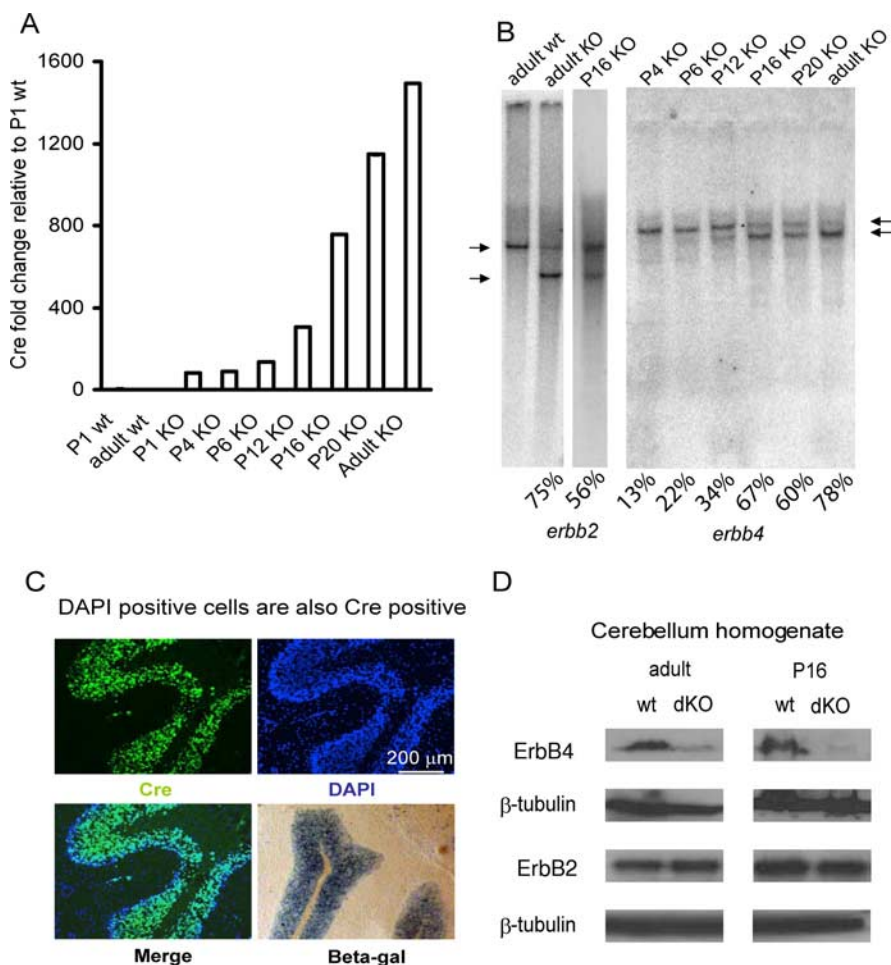 A
Cre fold change relative to P1 wt
1600
1200
800
400
0
P1 wt
adult wt
P1 KO
P4 KO
P6 KO
P12 KO
P16 KO
P20 KO
Adult KO
B
adult wt
adult KO
P16 KO
P4 KO
P6 KO
P12 KO
P16 KO
P20 KO
adult KO
75%
56%
13%
22%
34%
67%
60%
78%
erbb2
erbb4
C
DAPI positive cells are also Cre positive
200 µm
Cre
DAPI
Merge
Beta-gal
D
Cerebellum homogenate
adult
P16
wt dKO
wt dKO
ErbB4
β-tubulin
ErbB2
β-tubulin